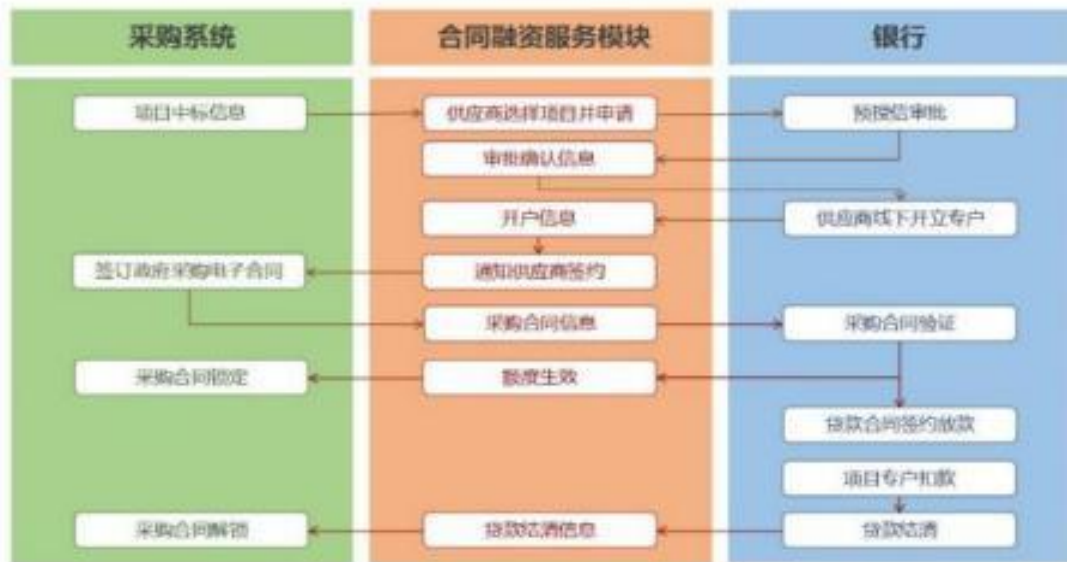 采购系统
合同融资服务模块
银行
项目中标信息
供应商选择项目并申请
预授信审批
审批确认信息
开户信息
供应商线下开立专户
签订政府采购电子合同
通知供应商签约
采购合同信息
采购合同验证
采购合同锁定
额度生效
贷款合同签约放款
项目专户扣款
采购合同解锁
贷款结清信息
贷款结清